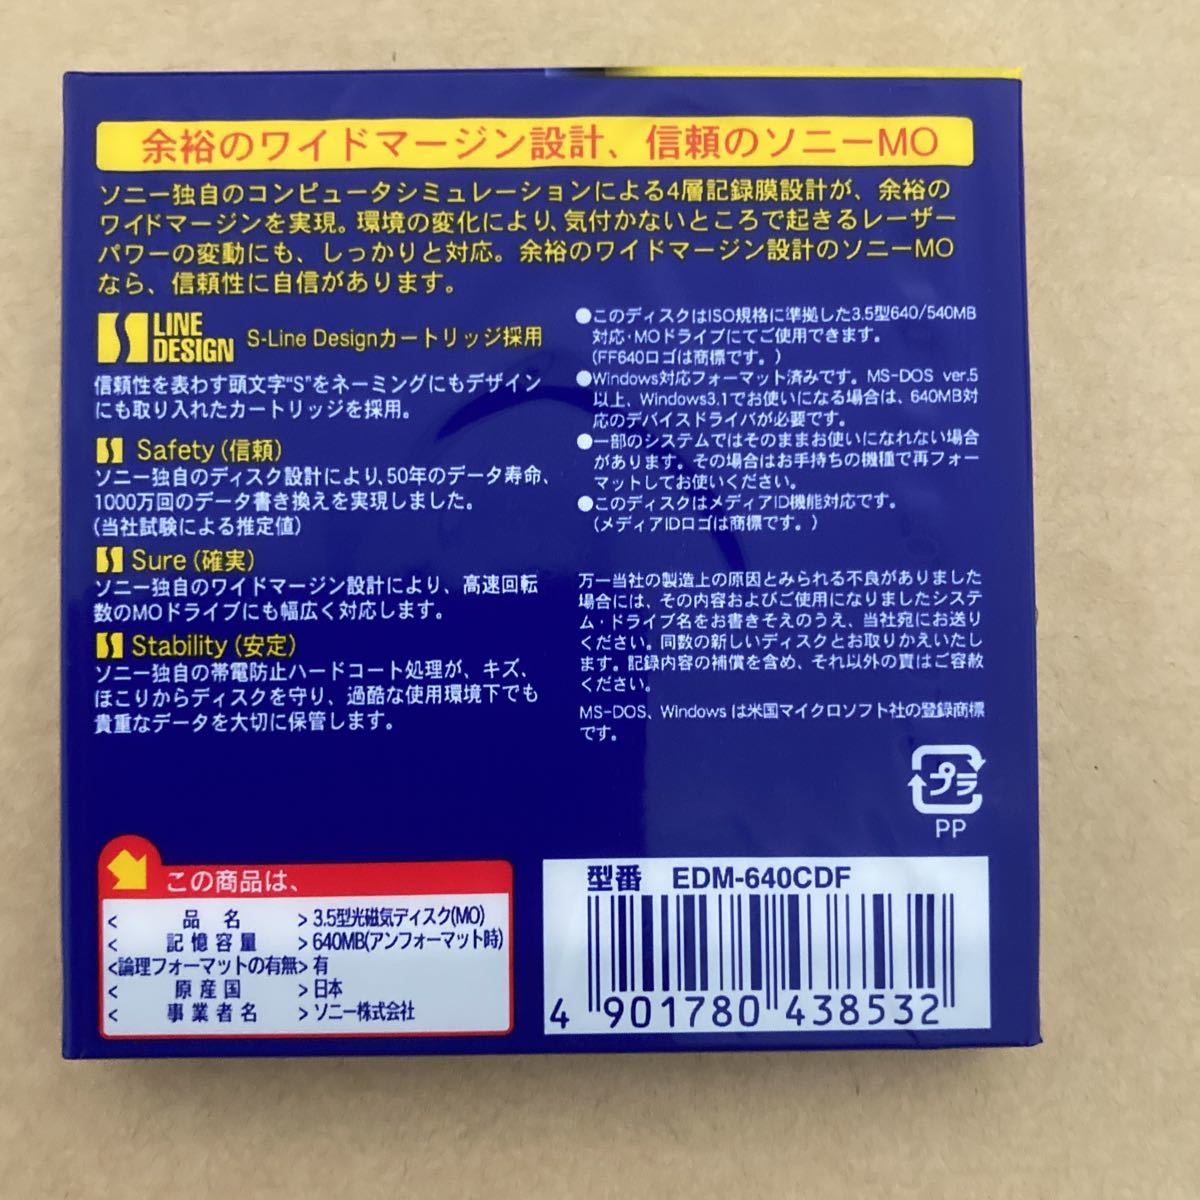 余裕のワイドマージン設計、信頼のソニーMO
ソニー独自のコンピュータシミュレーションによる4層記録膜設計が、余裕の
ワイドマージンを実現。環境の変化により、気付かないところで起きるレーザー
パワーの変動にも、しっかりと対応。余裕のワイドマージン設計のソニーMO
なら、信頼性に自信があります。
S LINE DESIGN S-Line Designカートリッジ採用
信頼性を表わす頭文字“S”をネーミングにもデザイン
にも取り入れたカートリッジを採用。
S Safety (信頼)
ソニー独自のディスク設計により、50年のデータ寿命、
1000万回のデータ書き換えを実現しました。
(当社試験による推定値)
S Sure (確実)
ソニー独自のワイドマージン設計により、高速回転
数のMOドライブにも幅広く対応します。
S Stability (安定)
ソニー独自の帯電防止ハードコート処理が、キズ、
ほこりからディスクを守り、過酷な使用環境下でも
貴重なデータを大切に保管します。
●このディスクはISO規格に準拠した3.5型640/540MB
対応・MOドライブにてご使用できます。
(FF640ロゴは商標です。)
●Windows対応フォーマット済みです。MS-DOS ver.5
以上、Windows3.1でお使いになる場合は、640MB対
応のデバイスドライバが必要です。
●一部のシステムではそのままお使いになれない場合
があります。その場合はお手持ちの機種で再フォー
マットしてお使いください。
●このディスクはメディアID機能対応です。
(メディアIDロゴは商標です。)
万一当社の製造上の原因とみられる不良がありました
場合には、その内容およびご使用になりましたシステ
ム・ドライブ名をお書きそえのうえ、当社宛にお送り
ください。同数の新しいディスクとお取りかえいたしま
す。記録内容の補償を含め、それ以外の責はご容赦
ください。
MS-DOS、Windows は米国マイクロソフト社の登録商標
です。
プラ
PP
この商品は、
<品名> 3.5型光磁気ディスク(MO)
<記憶容量> 640MB(アンフォーマット時)
<論理フォーマットの有無> 有
<原産国> 日本
<事業者名> ソニー株式会社
型番 EDM-640CDF
4 901780 438532